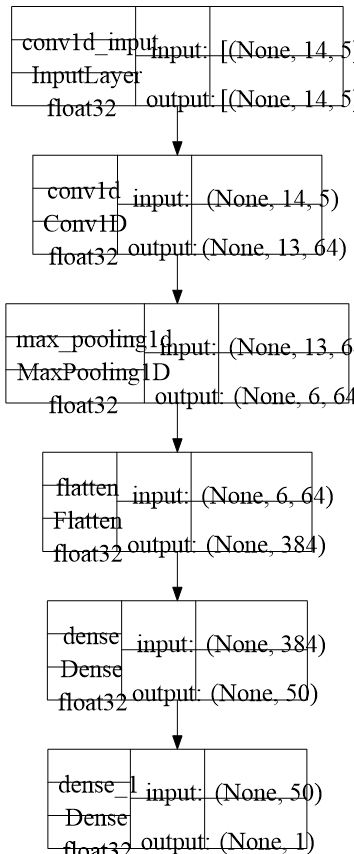 conv1d_input
InputLayer
float32
input: [(None, 14, 5
output: [(None, 14, 5
conv1d
Conv1D
float32
input: (None, 14, 5)
output: (None, 13, 64)
max_pooling1d
MaxPooling1D
float32
input: (None, 13, 6
output: (None, 6, 64
flatten
Flatten
float32
input: (None, 6, 64)
output: (None, 384)
dense
Dense
float32
input: (None, 384)
output: (None, 50)
dense_1
Dense
float32
input: (None, 50)
output: (None, 1)